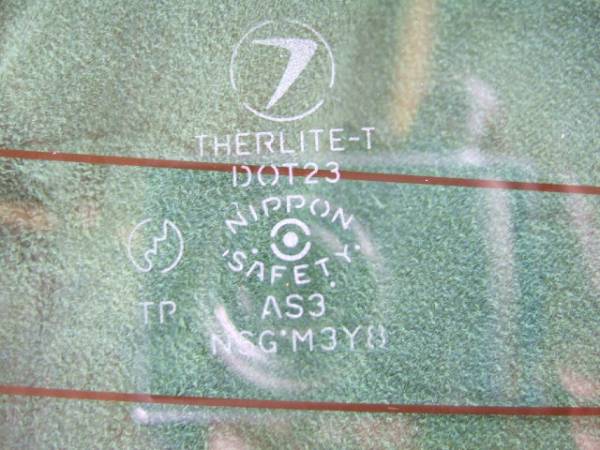 THERLITE-T
DOT23
NIPPON
SAFETY
TP
AS3
NSG·M3Y8